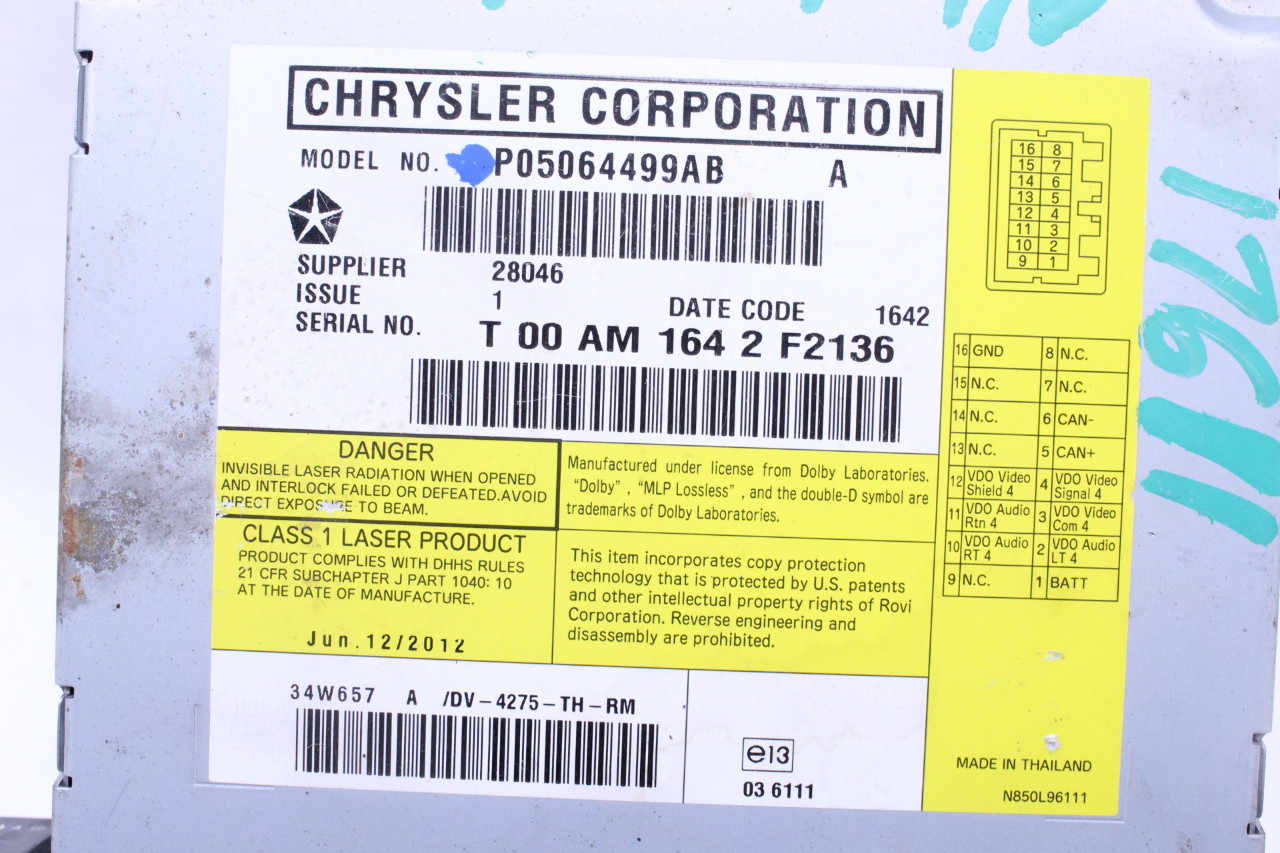 CHRYSLER CORPORATION
MODEL NO. P05064499AB A
SUPPLIER 28046
ISSUE 1 DATE CODE 1642
SERIAL NO. T 00 AM 164 2 F2136
DANGER
INVISIBLE LASER RADIATION WHEN OPENED
AND INTERLOCK FAILED OR DEFEATED.AVOID
DIRECT EXPOSURE TO BEAM.
CLASS 1 LASER PRODUCT
PRODUCT COMPLIES WITH DHHS RULES
21 CFR SUBCHAPTER J PART 1040: 10
AT THE DATE OF MANUFACTURE.
Jun.12/2012
Manufactured under license from Dolby Laboratories.
"Dolby", "MLP Lossless", and the double-D symbol are
trademarks of Dolby Laboratories.
This item incorporates copy protection
technology that is protected by U.S. patents
and other intellectual property rights of Rovi
Corporation. Reverse engineering and
disassembly are prohibited.
34W657 A /DV-4275-TH-RM
e13
03 6111
16 8
15 7
14 6
13 5
12 4
11 3
10 2
9 1
16 GND 8 N.C.
15 N.C. 7 N.C.
14 N.C. 6 CAN-
13 N.C. 5 CAN+
12 VDO Video Shield 4 4 VDO Video Signal 4
11 VDO Audio Rtn 4 3 VDO Video Com 4
10 VDO Audio RT 4 2 VDO Audio LT 4
9 N.C. 1 BATT
MADE IN THAILAND
N850L96111
17611